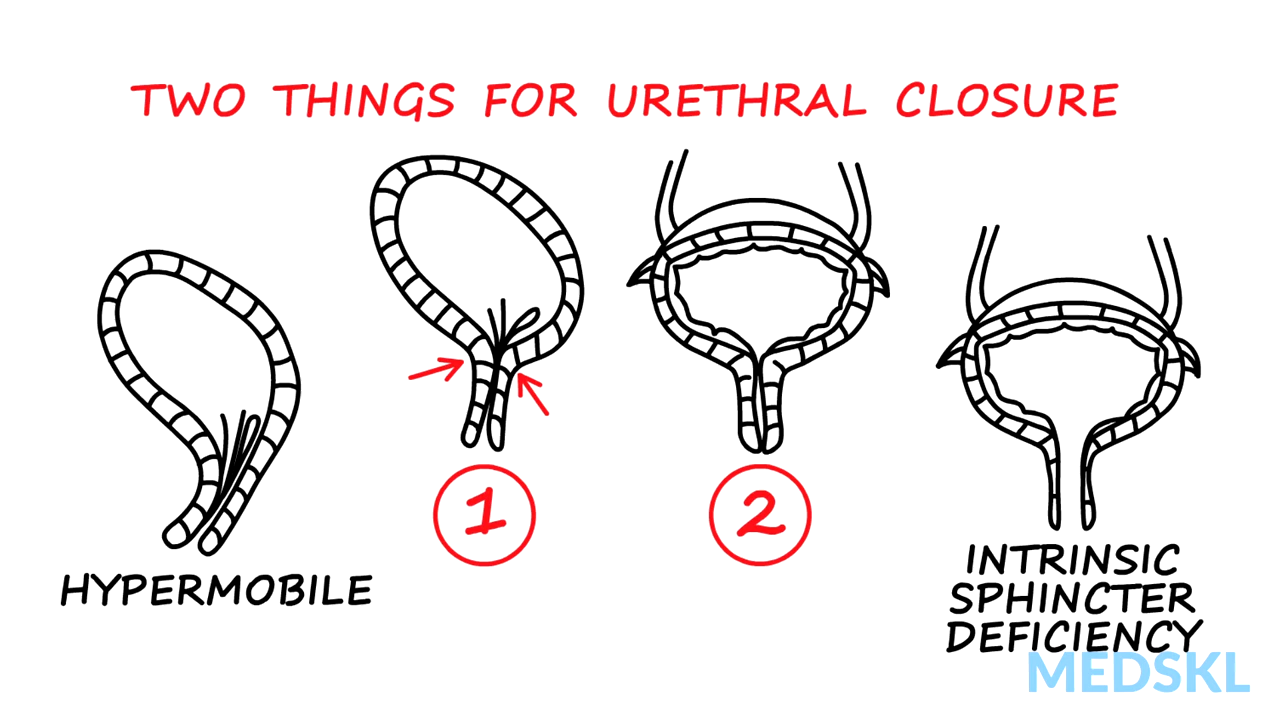 TWO THINGS FOR URETHRAL CLOSURE
1
2
HYPERMOBILE
INTRINSIC
SPHINCTER
DEFICIENCY
MEDSKL